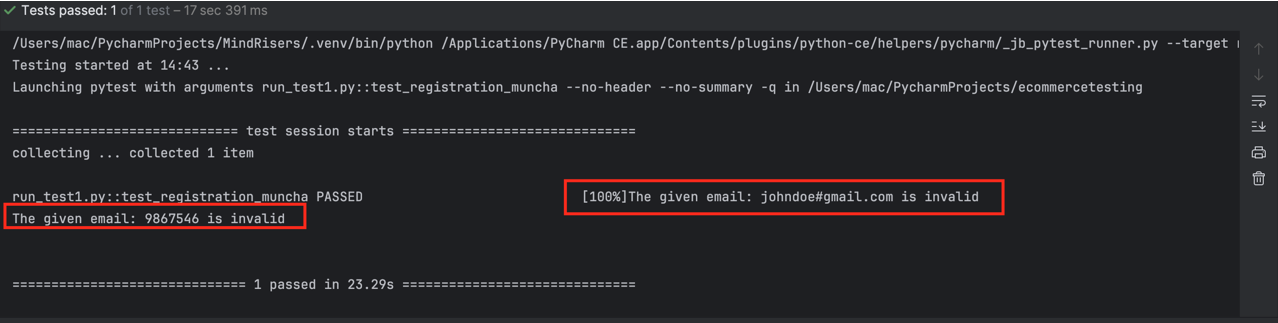 Tests passed: 1 of 1 test – 17 sec 391 ms
/Users/mac/PycharmProjects/MindRisers/.venv/bin/python /Applications/PyCharm CE.app/Contents/plugins/python-ce/helpers/pycharm/_jb_pytest_runner.py --target
Testing started at 14:43 ...
Launching pytest with arguments run_test1.py::test_registration_muncha --no-header --no-summary -q in /Users/mac/PycharmProjects/ecommercetesting
============================= test session starts ==============================
collecting ... collected 1 item
run_test1.py::test_registration_muncha PASSED [100%]The given email: johndoe#gmail.com is invalid
The given email: 9867546 is invalid
============================= 1 passed in 23.29s ==============================